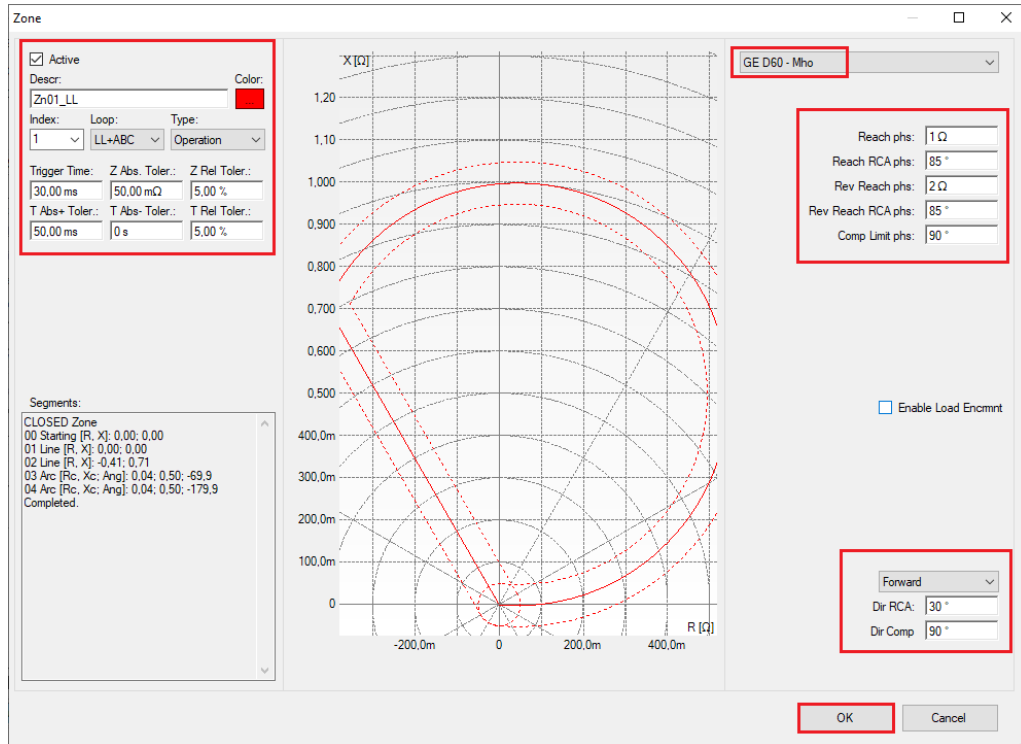 Zone
Active
Descr: Color:
Zn01_LL
Index: Loop: Type:
1 LL+ABC Operation
Trigger Time: Z Abs. Toler.: Z Rel Toler.:
30,00 ms 50,00 mΩ 5,00 %
T Abs+ Toler.: T Abs- Toler.: T Rel Toler.:
50,00 ms 0 s 5,00 %
Segments:
CLOSED Zone
00 Starting [R, X]: 0,00; 0,00
01 Line [R, X]: 0,00; 0,00
02 Line [R, X]: -0,41; 0,71
03 Arc [Rc, Xc; Ang]: 0,04; 0,50; -69,9
04 Arc [Rc, Xc; Ang]: 0,04; 0,50; -179,9
Completed.
X [Ω]
1,20
1,10
1,000
0,900
0,800
0,700
0,600
0,500
400,0m
300,0m
200,0m
100,0m
0
R [Ω]
-200,0m 0 200,0m 400,0m
GE D60 - Mho
Reach phs: 1 Ω
Reach RCA phs: 85 °
Rev Reach phs: 2 Ω
Rev Reach RCA phs: 85 °
Comp Limit phs: 90 °
Enable Load Encrmnt
Forward
Dir RCA: 30 °
Dir Comp 90 °
OK Cancel